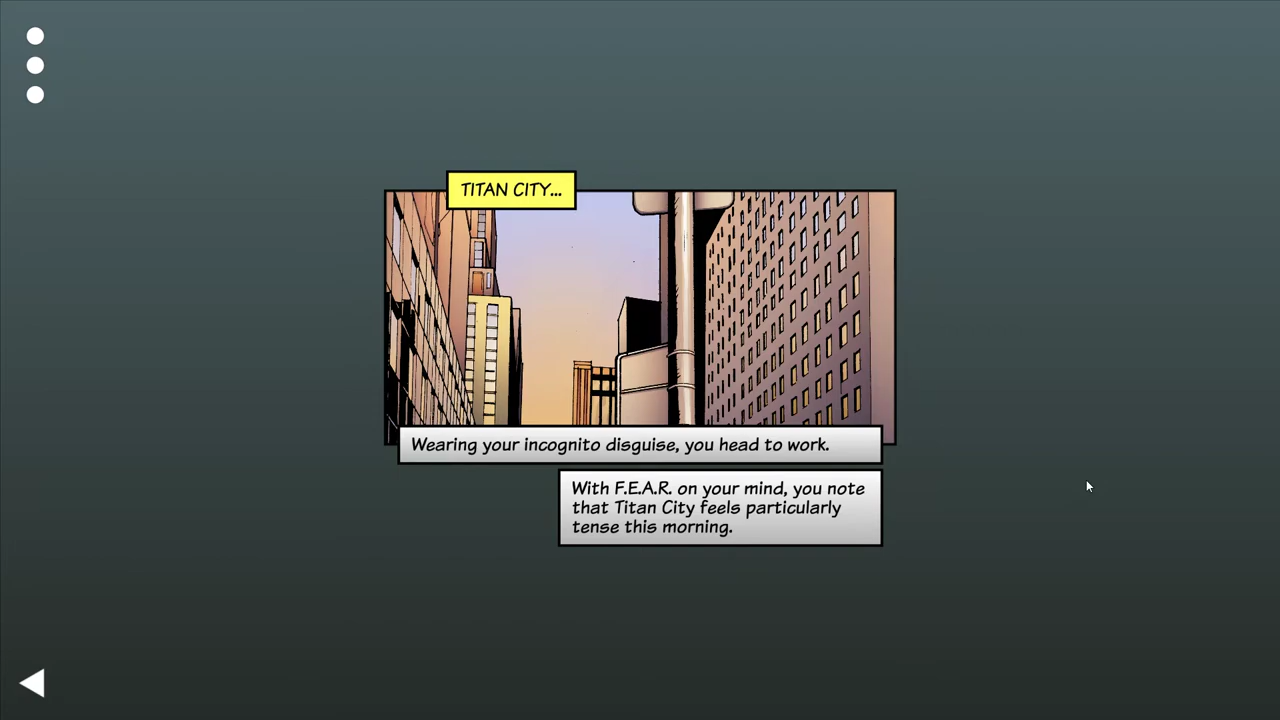 TITAN CITY...
Wearing your incognito disguise, you head to work.
With F.E.A.R. on your mind, you note
that Titan City feels particularly
tense this morning.